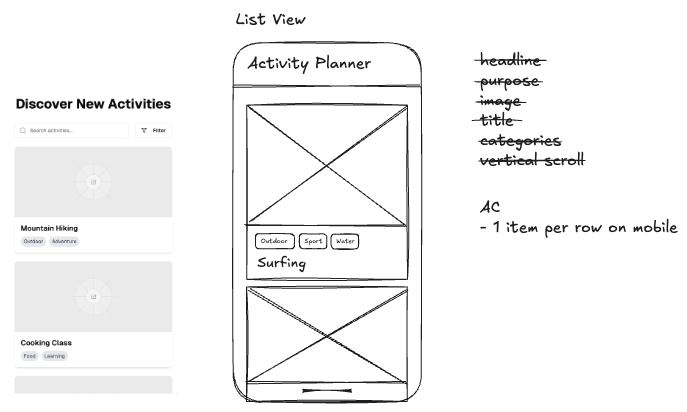 List View
Discover New Activities
Search activities...
Filter
Mountain Hiking
Outdoor Adventure
Cooking Class
Food Learning
Activity Planner
Outdoor Sport Water
Surfing
headline
purpose
image
title
categories
vertical scroll
AC
- 1 item per row on mobile